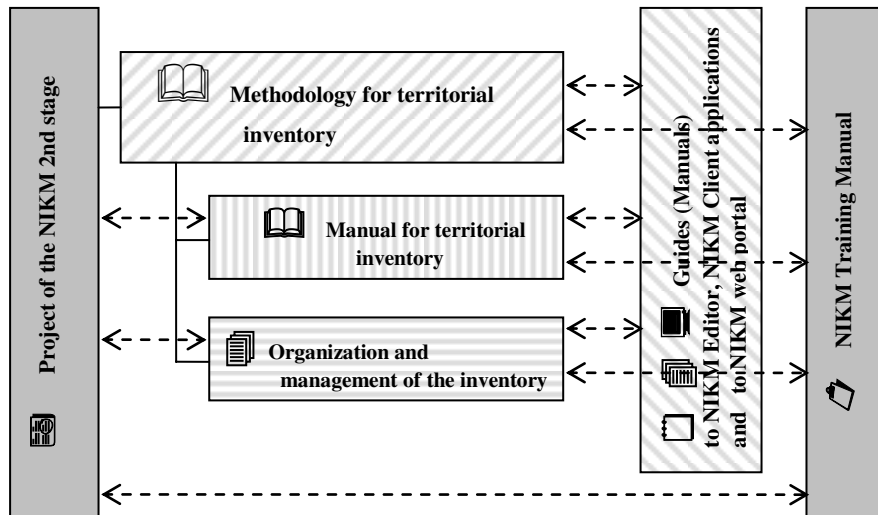 Project of the NIKM 2nd stage
Methodology for territorial
inventory
Manual for territorial
inventory
Organization and
management of the inventory
Guides (Manuals)
to NIKM Editor, NIKM Client applications
and to NIKM web portal
NIKM Training Manual